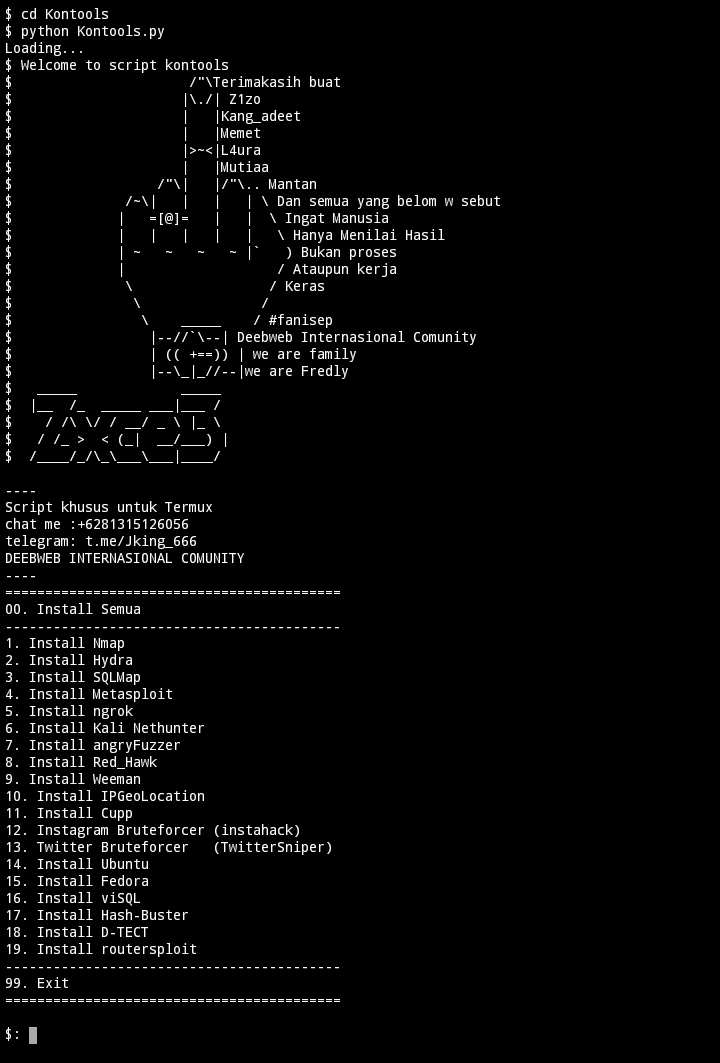 $ cd Kontools
$ python Kontools.py
Loading...
$ Welcome to script kontools
$                      /"\Terimakasih buat
$                     |\./| Z1zo
$                     |   |Kang_adeet
$                     |   |Memet
$                     |>~<|L4ura
$                     |   |Mutiaa
$                  /"\|   |/"\.. Mantan
$              /~\|   |   |   | \ Dan semua yang belom w sebut
$             |   =[@]=   |   |  \ Ingat Manusia
$             |   |   |   |   |   \ Hanya Menilai Hasil
$             | ~   ~   ~   ~ |`   ) Bukan proses
$             |                   / Ataupun kerja
$              \                 / Keras
$               \               /
$                \    _____    / #fanisep
$                 |--//`\--| Deebweb Internasional Comunity
$                 | (( +==)) | we are family
$                 |--\_|_//--|we are Fredly
$   _____             _____
$  |__  /_  _____ ___|___ /
$    / /\ \/ / __/ _ \ |_ \
$   / /_ >  < (_|  __/___) |
$  /____/_/\_\___\___|____/
----
Script khusus untuk Termux
chat me :+6281315126056
telegram: t.me/Jking_666
DEEBWEB INTERNASIONAL COMUNITY
----
==========================================
00. Install Semua
------------------------------------------
1. Install Nmap
2. Install Hydra
3. Install SQLMap
4. Install Metasploit
5. Install ngrok
6. Install Kali Nethunter
7. Install angryFuzzer
8. Install Red_Hawk
9. Install Weeman
10. Install IPGeoLocation
11. Install Cupp
12. Instagram Bruteforcer (instahack)
13. Twitter Bruteforcer   (TwitterSniper)
14. Install Ubuntu
15. Install Fedora
16. Install viSQL
17. Install Hash-Buster
18. Install D-TECT
19. Install routersploit
------------------------------------------
99. Exit
==========================================
$: